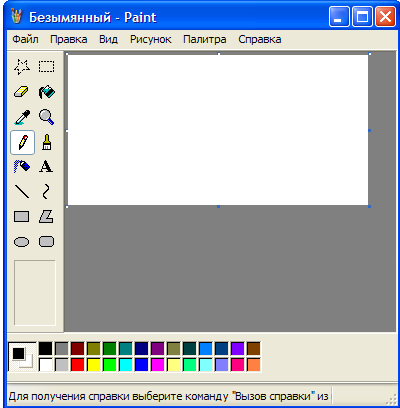 Безымянный - Paint
Файл Правка Вид Рисунок Палитра Справка
A
Для получения справки выберите команду "Вызов справки" из